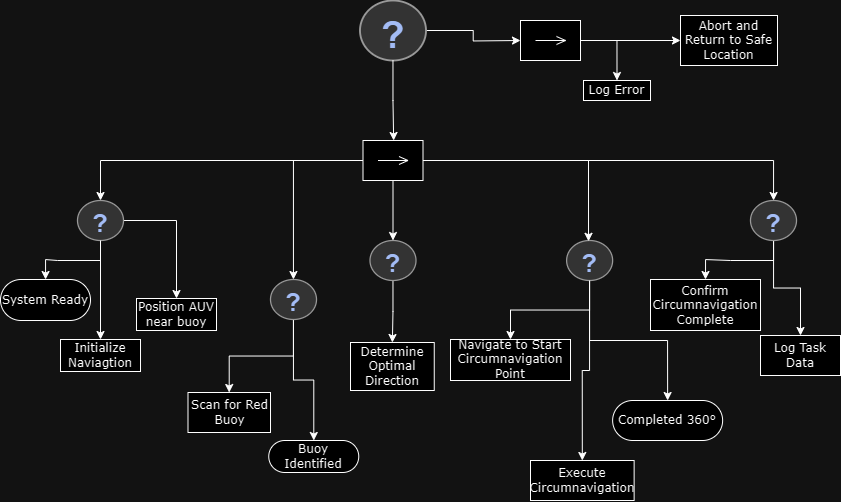 ?
Abort and
Return to Safe
Location
Log Error
?
?
?
?
?
System Ready
Position AUV
near buoy
Initialize
Naviagtion
Scan for Red
Buoy
Buoy
Identified
Determine
Optimal
Direction
Navigate to Start
Circumnavigation
Point
Completed 360°
Execute
Circumnavigation
Confirm
Circumnavigation
Complete
Log Task
Data